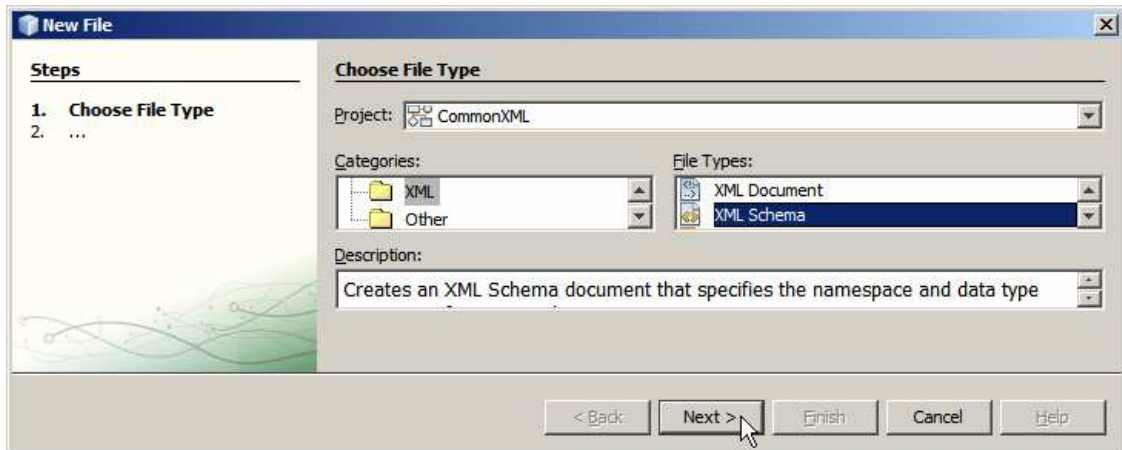 New File
Steps
1. Choose File Type
2. ...
Choose File Type
Project: CommonXML
Categories:
XML
Other
File Types:
XML Document
XML Schema
Description:
Creates an XML Schema document that specifies the namespace and data type
< Back
Next >
Finish
Cancel
Help